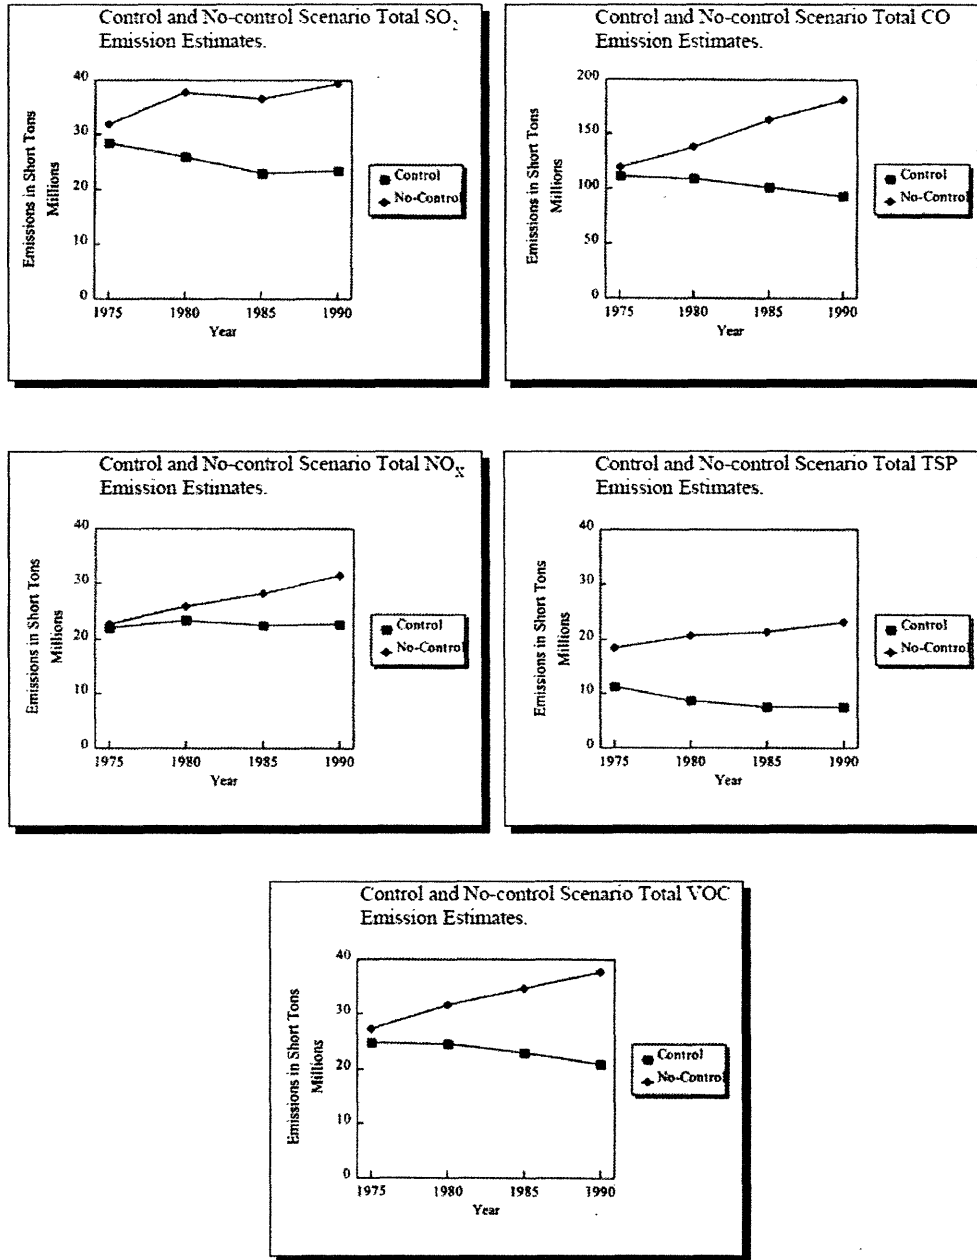 Control and No-control Scenario Total SO₂
Emission Estimates.
Emissions in Short Tons
Millions
40
30
20
10
0
1975 1980 1985 1990
Year
Control
No-Control
Control and No-control Scenario Total CO
Emission Estimates.
Emissions in Short Tons
Millions
200
150
100
50
0
1975 1980 1985 1990
Year
Control
No-Control
Control and No-control Scenario Total NOX
Emission Estimates.
Emissions in Short Tons
Millions
40
30
20
10
0
1975 1980 1985 1990
Year
Control
No-Control
Control and No-control Scenario Total TSP
Emission Estimates.
Emissions in Short Tons
Millions
40
30
20
10
0
1975 1980 1985 1990
Year
Control
No-Control
Control and No-control Scenario Total VOC
Emission Estimates.
Emissions in Short Tons
Millions
40
30
20
10
0
1975 1980 1985 1990
Year
Control
No-Control